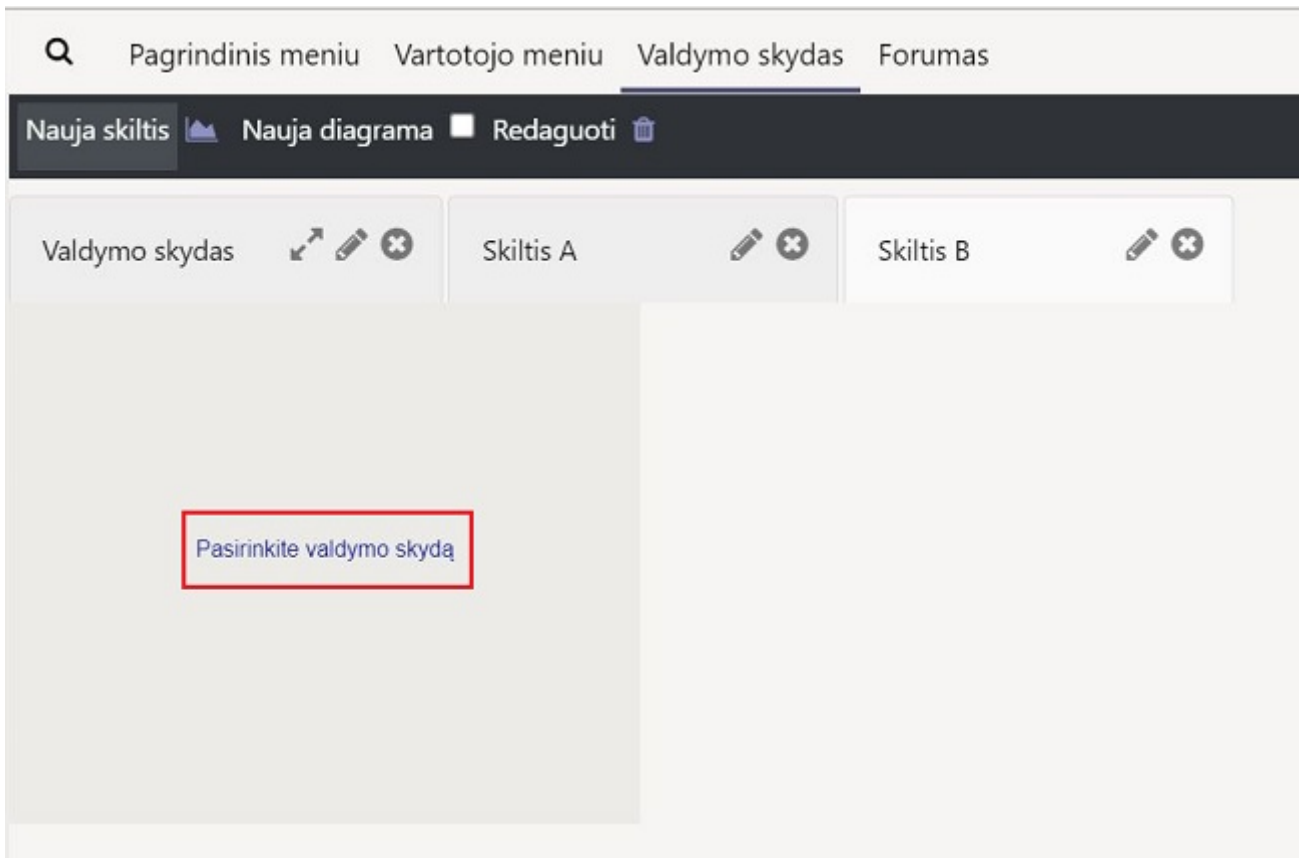 Pagrindinis meniu Vartotojo meniu Valdymo skydas Forumas
Nauja skiltis Nauja diagrama Redaguoti
Valdymo skydas Skiltis A Skiltis B
Pasirinkite valdymo skydą